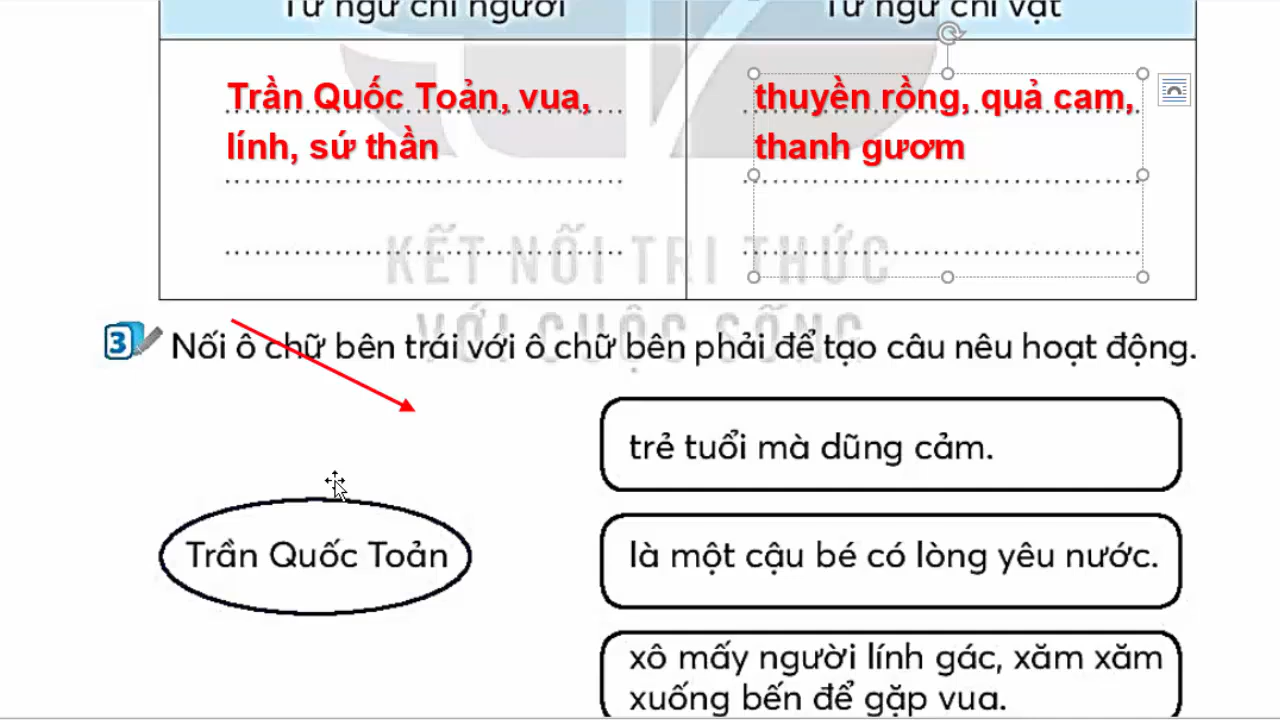 Từ ngữ chỉ người
Từ ngữ chỉ vật
Trần Quốc Toản, vua,
lính, sứ thần
thuyền rồng, quả cam,
thanh gươm
KẾT NỐI TRI THỨC
VỚI CUỘC SỐNG
3 Nối ô chữ bên trái với ô chữ bên phải để tạo câu nêu hoạt động.
trẻ tuổi mà dũng cảm.
Trần Quốc Toản
là một cậu bé có lòng yêu nước.
xô mấy người lính gác, xăm xăm
xuống bến để gặp vua.